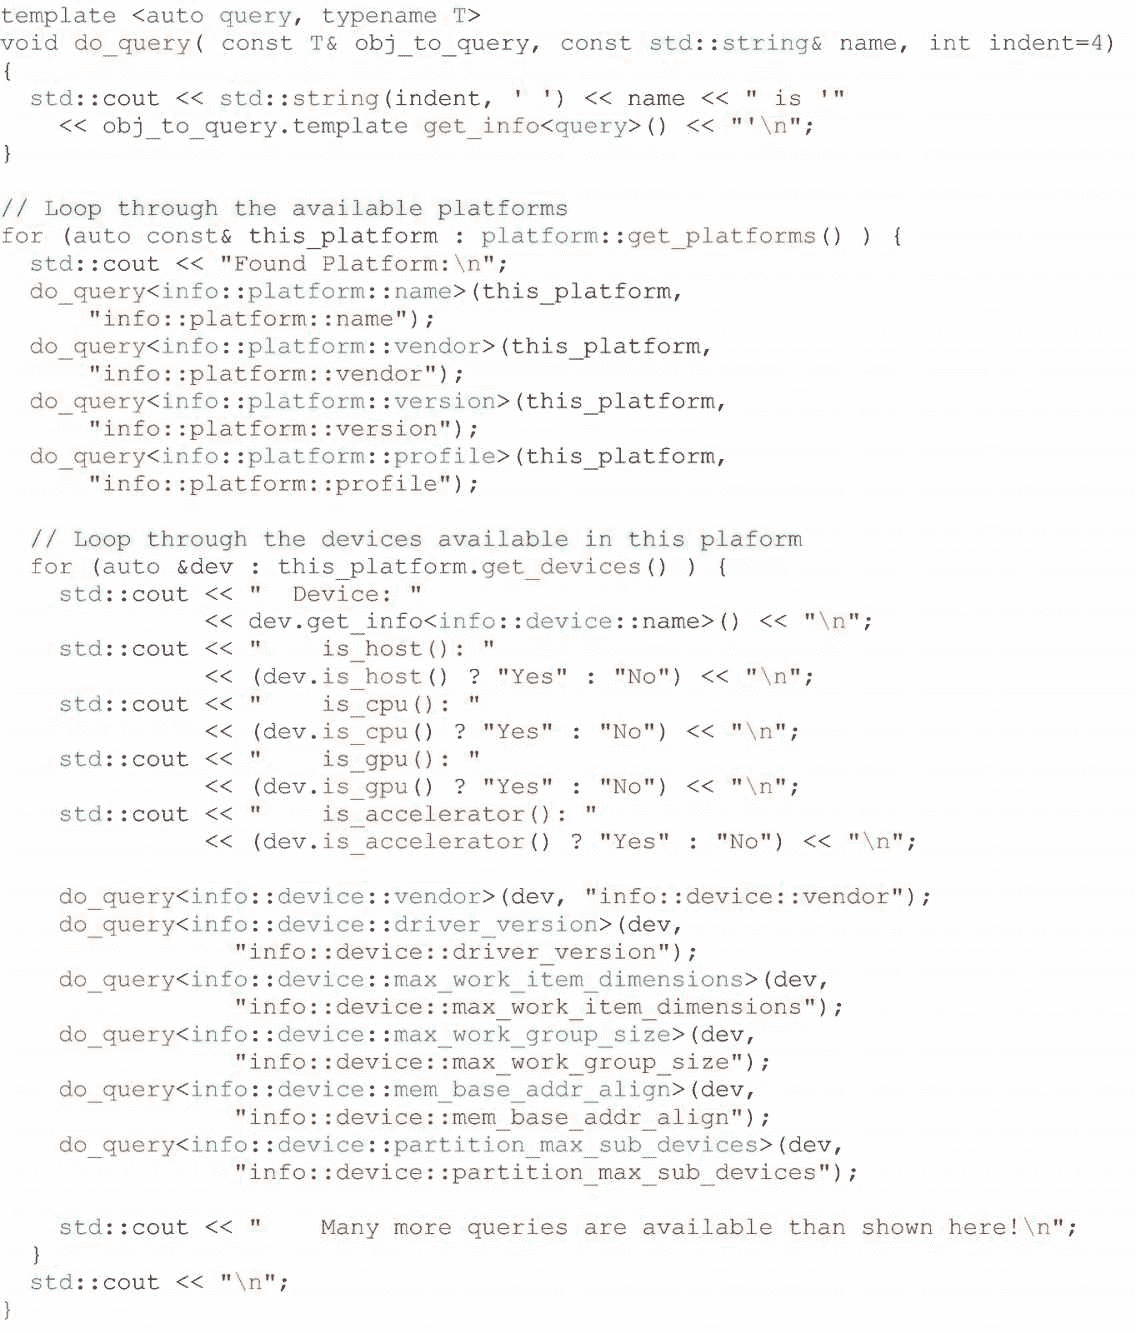 template <auto query, typename T>
void do_query( const T& obj_to_query, const std::string& name, int indent=4)
{
  std::cout << std::string(indent, ' ') << name << " is '"
    << obj_to_query.template get_info<query>() << "'\n";
}

// Loop through the available platforms
for (auto const& this_platform : platform::get_platforms() ) {
  std::cout << "Found Platform:\n";
  do_query<info::platform::name>(this_platform,
      "info::platform::name");
  do_query<info::platform::vendor>(this_platform,
      "info::platform::vendor");
  do_query<info::platform::version>(this_platform,
      "info::platform::version");
  do_query<info::platform::profile>(this_platform,
      "info::platform::profile");

  // Loop through the devices available in this plaform
  for (auto &dev : this_platform.get_devices() ) {
    std::cout << "  Device: "
              << dev.get_info<info::device::name>() << "\n";
    std::cout << "    is_host(): "
              << (dev.is_host() ? "Yes" : "No") << "\n";
    std::cout << "    is_cpu(): "
              << (dev.is_cpu() ? "Yes" : "No") << "\n";
    std::cout << "    is_gpu(): "
              << (dev.is_gpu() ? "Yes" : "No") << "\n";
    std::cout << "    is_accelerator(): "
              << (dev.is_accelerator() ? "Yes" : "No") << "\n";

    do_query<info::device::vendor>(dev, "info::device::vendor");
    do_query<info::device::driver_version>(dev,
                "info::device::driver_version");
    do_query<info::device::max_work_item_dimensions>(dev,
                "info::device::max_work_item_dimensions");
    do_query<info::device::max_work_group_size>(dev,
                "info::device::max_work_group_size");
    do_query<info::device::mem_base_addr_align>(dev,
                "info::device::mem_base_addr_align");
    do_query<info::device::partition_max_sub_devices>(dev,
                "info::device::partition_max_sub_devices");

    std::cout << "    Many more queries are available than shown here!\n";
  }
  std::cout << "\n";
}